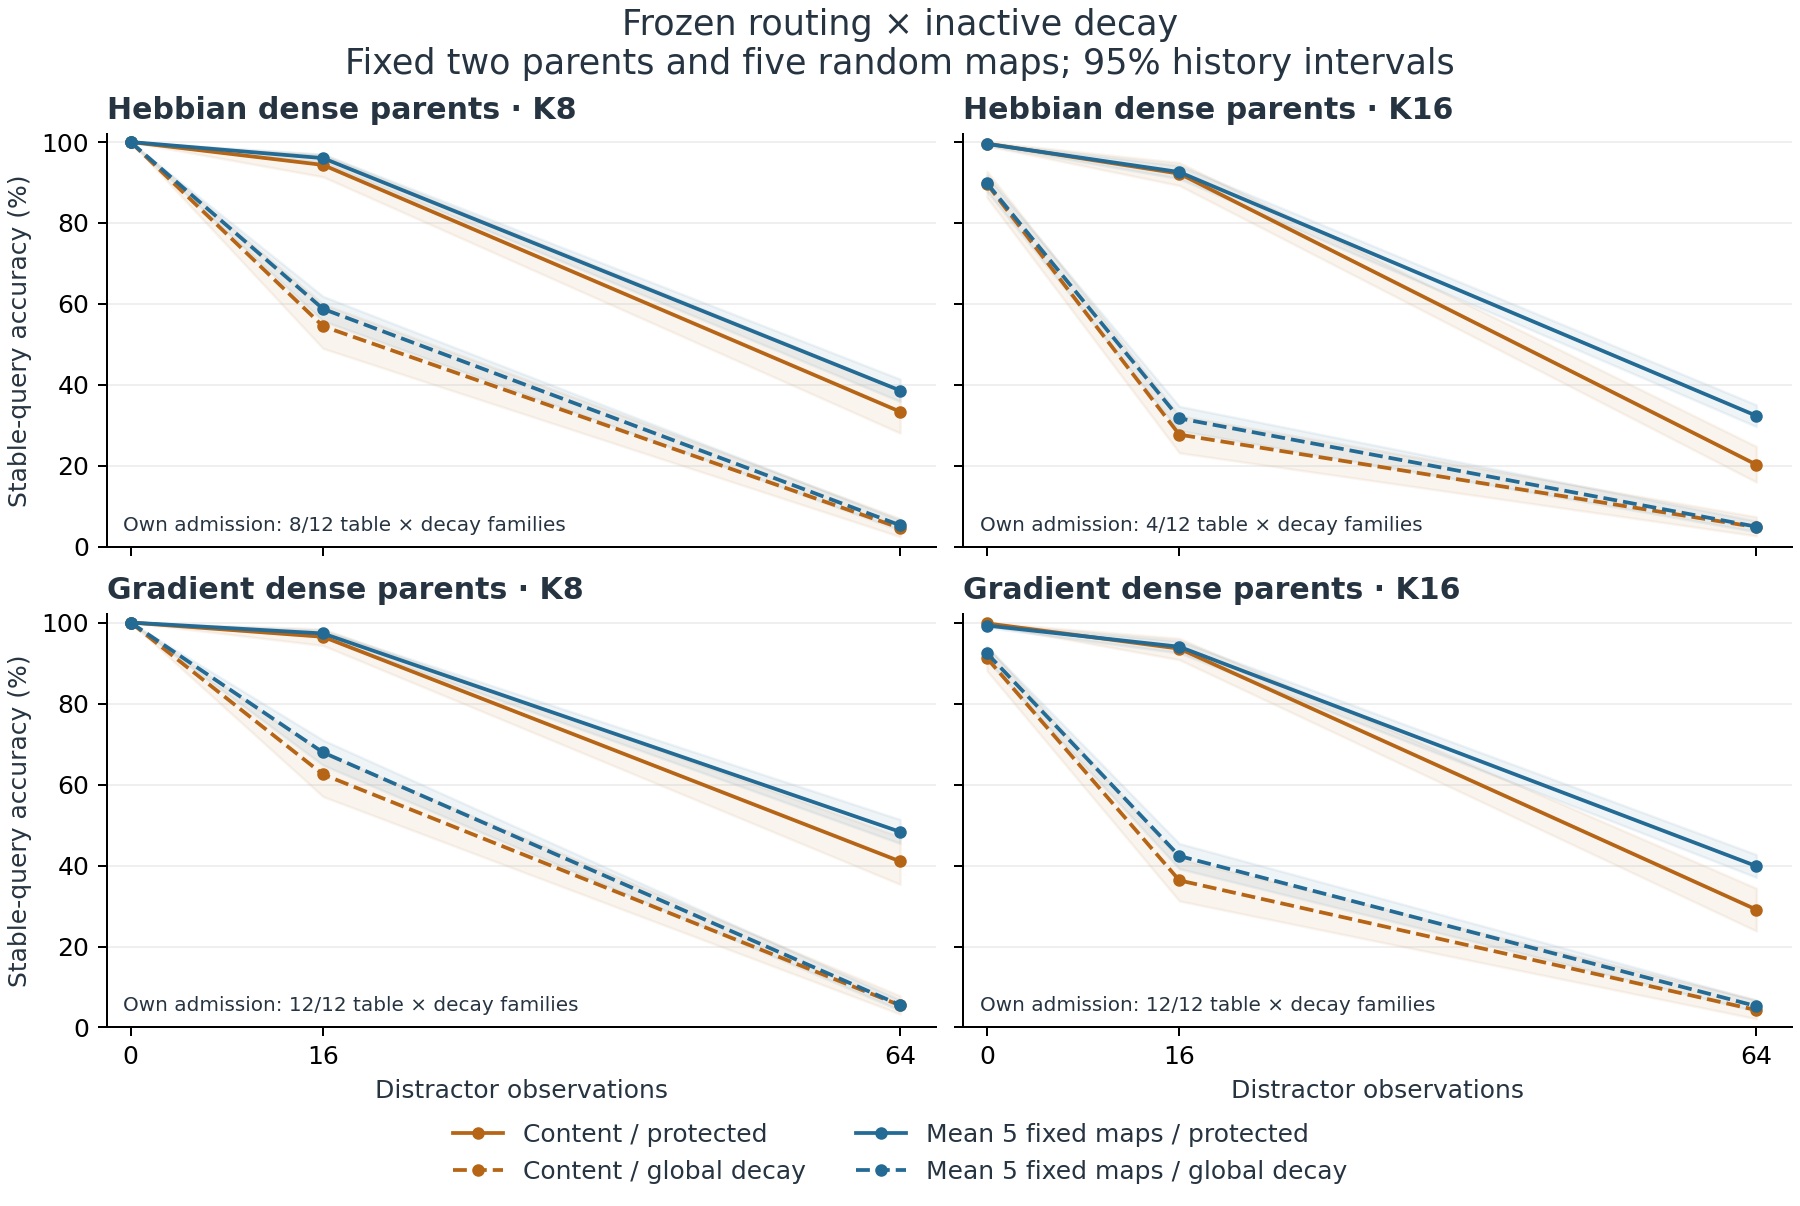 Frozen routing × inactive decay
Fixed two parents and five random maps; 95% history intervals
Hebbian dense parents · K8
Hebbian dense parents · K16
Stable-query accuracy (%)
100
80
60
40
20
0
Own admission: 8/12 table × decay families
Own admission: 4/12 table × decay families
Gradient dense parents · K8
Gradient dense parents · K16
Stable-query accuracy (%)
100
80
60
40
20
0
Own admission: 12/12 table × decay families
Own admission: 12/12 table × decay families
0 16 64
0 16 64
Distractor observations
Distractor observations
Content / protected
Content / global decay
Mean 5 fixed maps / protected
Mean 5 fixed maps / global decay